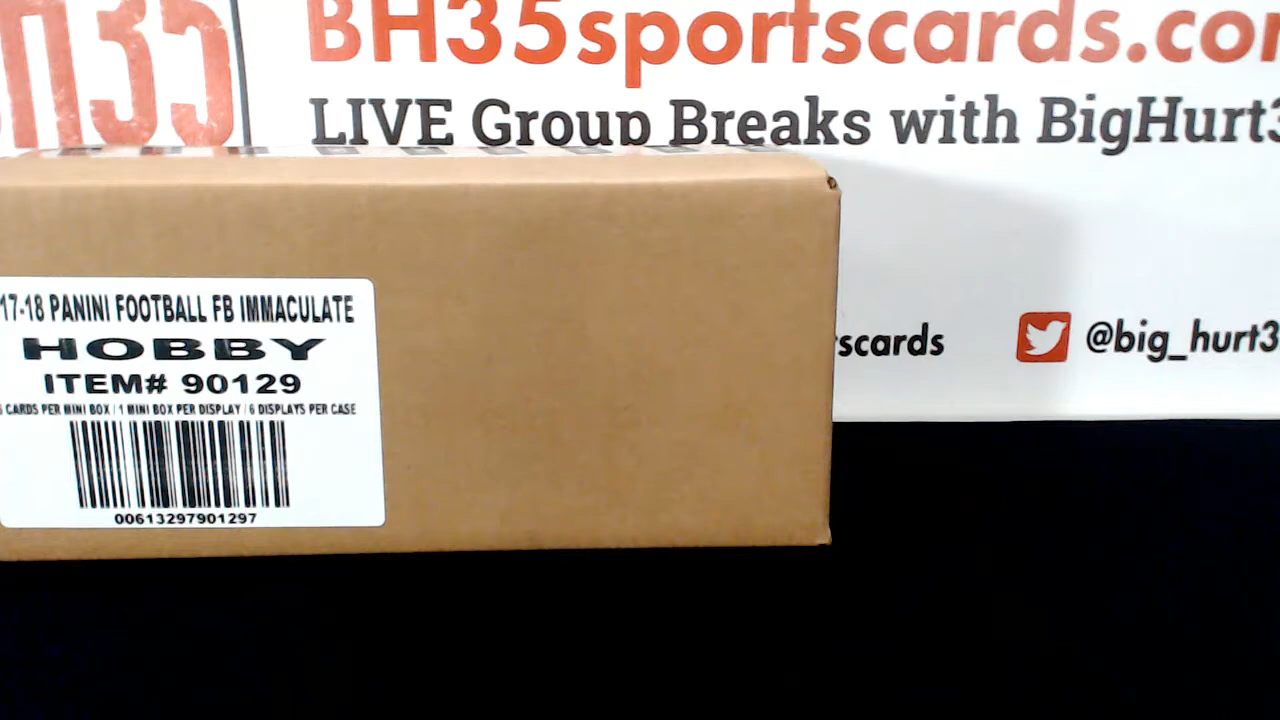 BH35sportscards.co
LIVE Group Breaks with BigHurt3
scards
@big_hurt3
17-18 PANINI FOOTBALL FB IMMACULATE
HOBBY
ITEM# 90129
CARDS PER MINI BOX / 1 MINI BOX PER DISPLAY / 6 DISPLAYS PER CASE
00613297901297